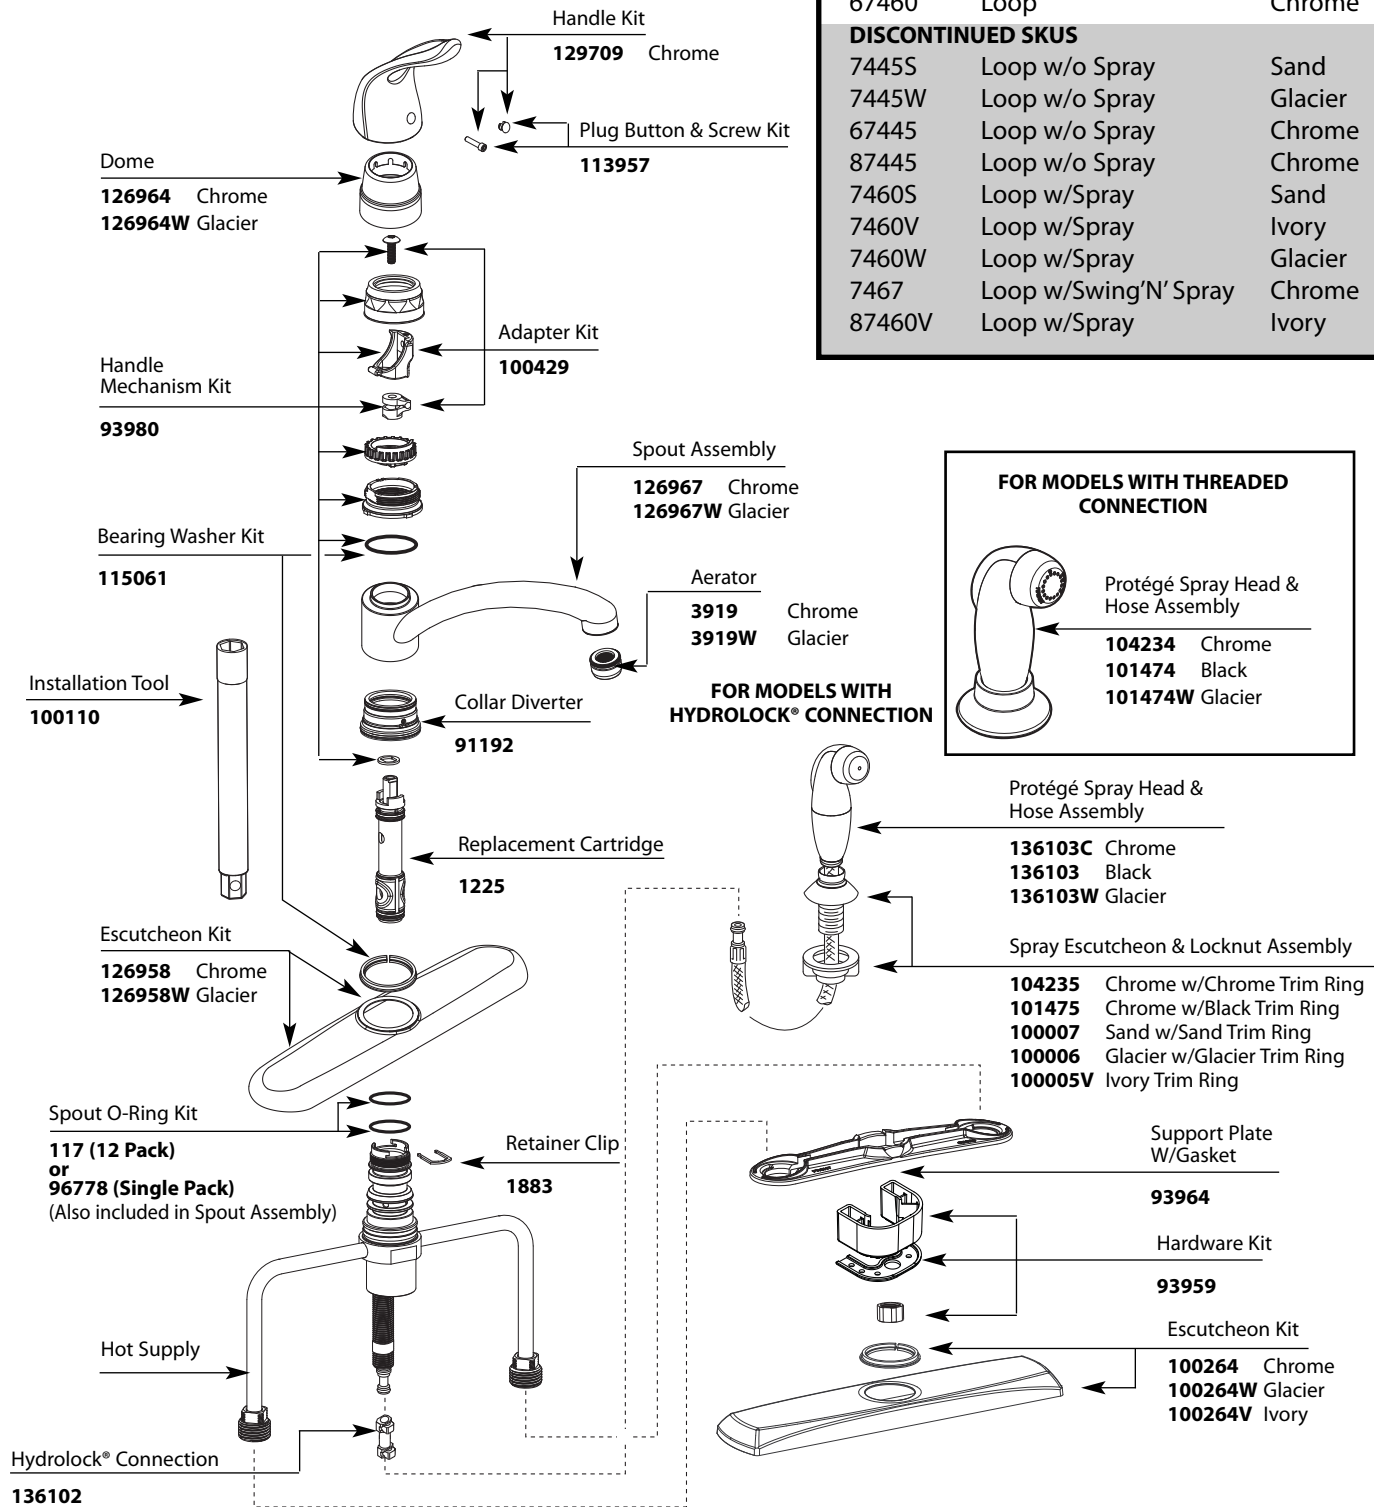 67460 Loop Chrome
DISCONTINUED SKUS
7445S Loop w/o Spray Sand
7445W Loop w/o Spray Glacier
67445 Loop w/o Spray Chrome
87445 Loop w/o Spray Chrome
7460S Loop w/Spray Sand
7460V Loop w/Spray Ivory
7460W Loop w/Spray Glacier
7467 Loop w/Swing'N' Spray Chrome
87460V Loop w/Spray Ivory
Handle Kit
129709 Chrome
Plug Button & Screw Kit
113957
Dome
126964 Chrome
126964W Glacier
Adapter Kit
100429
Handle
Mechanism Kit
93980
Spout Assembly
126967 Chrome
126967W Glacier
Bearing Washer Kit
115061
Aerator
3919 Chrome
3919W Glacier
FOR MODELS WITH THREADED
CONNECTION
Protégé Spray Head &
Hose Assembly
104234 Chrome
101474 Black
101474W Glacier
Installation Tool
100110
Collar Diverter
91192
FOR MODELS WITH
HYDROLOCK® CONNECTION
Protégé Spray Head &
Hose Assembly
136103C Chrome
136103 Black
136103W Glacier
Replacement Cartridge
1225
Escutcheon Kit
126958 Chrome
126958W Glacier
Spray Escutcheon & Locknut Assembly
104235 Chrome w/Chrome Trim Ring
101475 Chrome w/Black Trim Ring
100007 Sand w/Sand Trim Ring
100006 Glacier w/Glacier Trim Ring
100005V Ivory Trim Ring
Spout O-Ring Kit
117 (12 Pack)
or
96778 (Single Pack)
(Also included in Spout Assembly)
Retainer Clip
1883
Support Plate
W/Gasket
93964
Hardware Kit
93959
Hot Supply
Escutcheon Kit
100264 Chrome
100264W Glacier
100264V Ivory
Hydrolock® Connection
136102